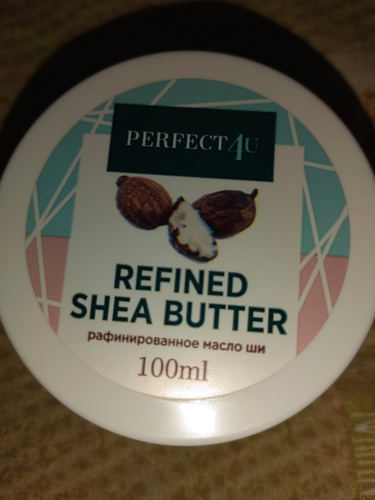 PERFECT4U
REFINED
SHEA BUTTER
рафинированное масло ши
100ml